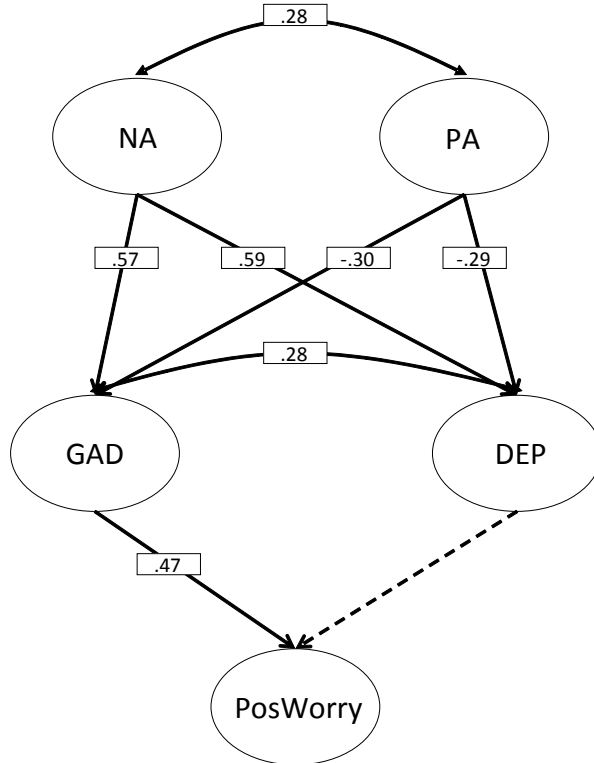 .28
NA
PA
.57
.59
-.30
-.29
.28
GAD
DEP
.47
PosWorry